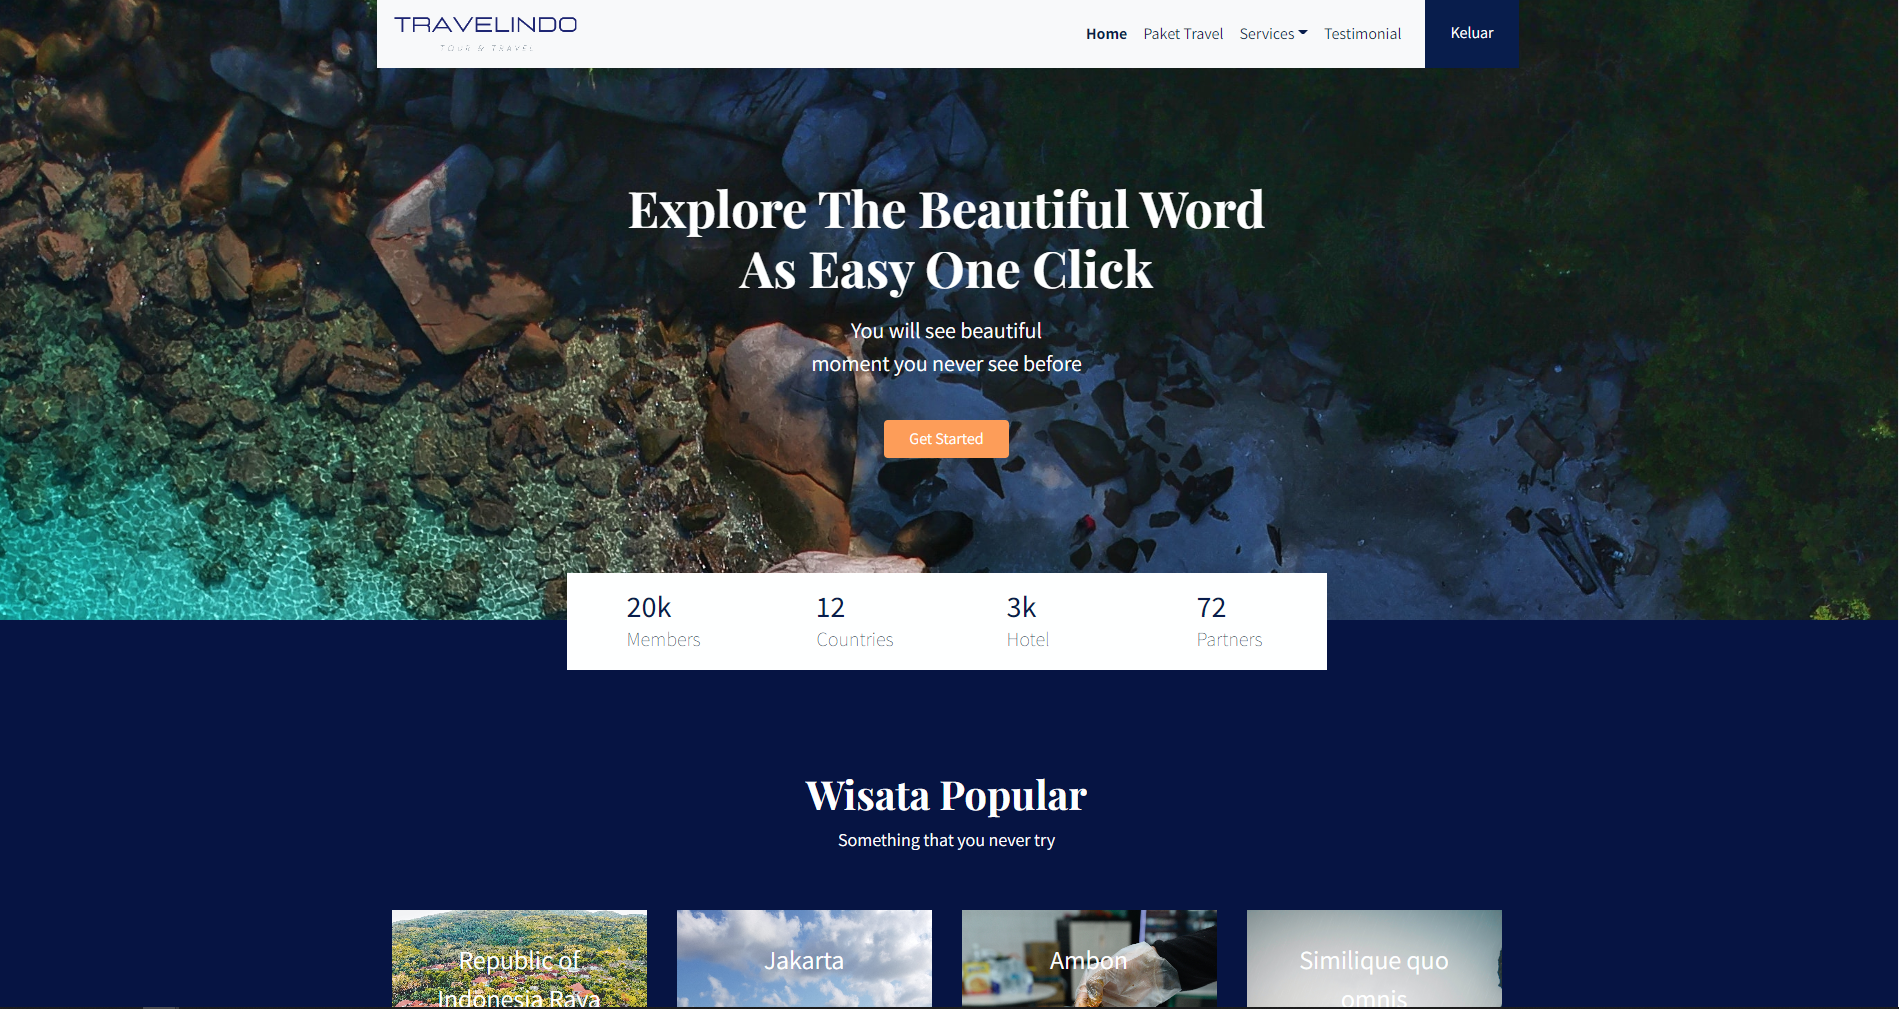 TRAVELINDO
TOUR & TRAVEL
Home
Paket Travel
Services
Testimonial
Keluar
Explore The Beautiful Word
As Easy One Click
You will see beautiful
moment you never see before
Get Started
20k
12
3k
72
Members
Countries
Hotel
Partners
Wisata Popular
Something that you never try
Republic of
Indonesia Raya
Jakarta
Ambon
Similique quo
omnis